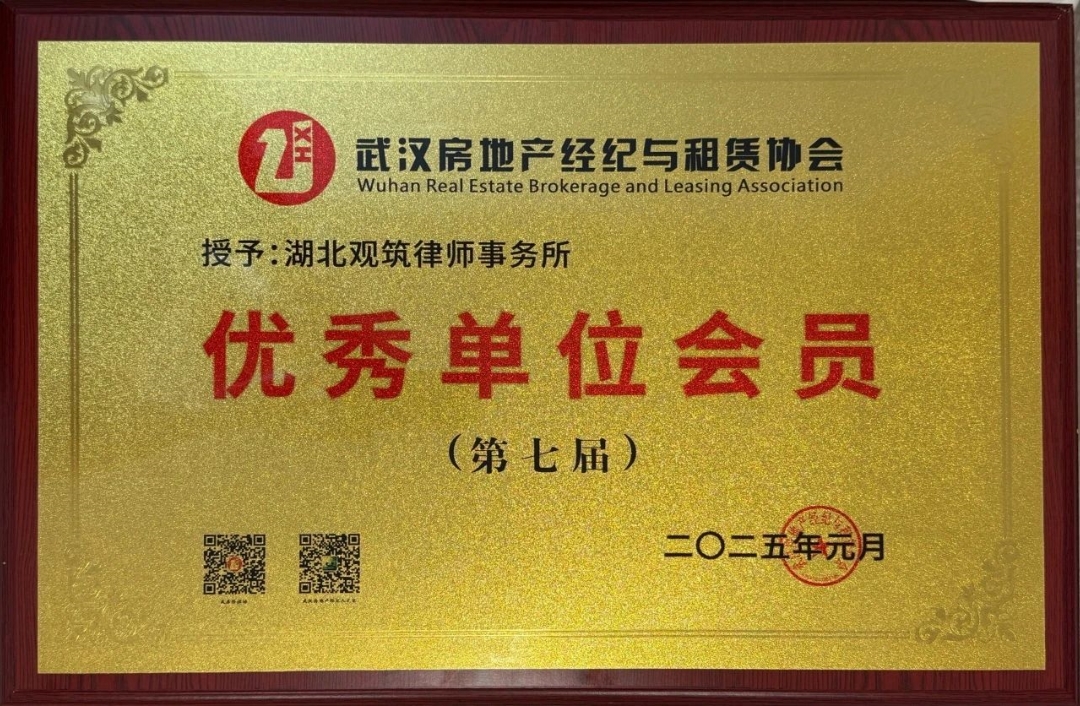 武汉房地产经纪与租赁协会
Wuhan Real Estate Brokerage and Leasing Association
授予：湖北观筑律师事务所
优秀单位会员
（第七届）
二〇二五年元月